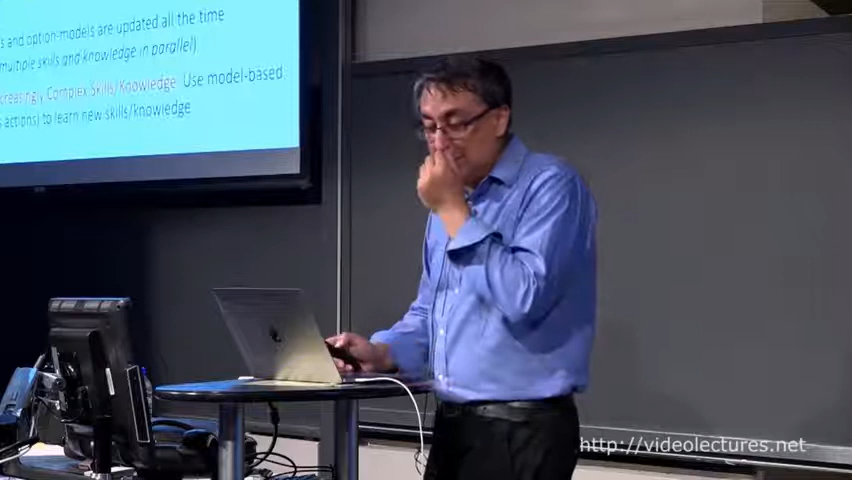 s and option-models are updated all the time
multiple skills and knowledge in parallel)
creasingly Complex Skills/Knowledge Use model-based
s actions) to learn new skills/knowledge
http://videolectures.net